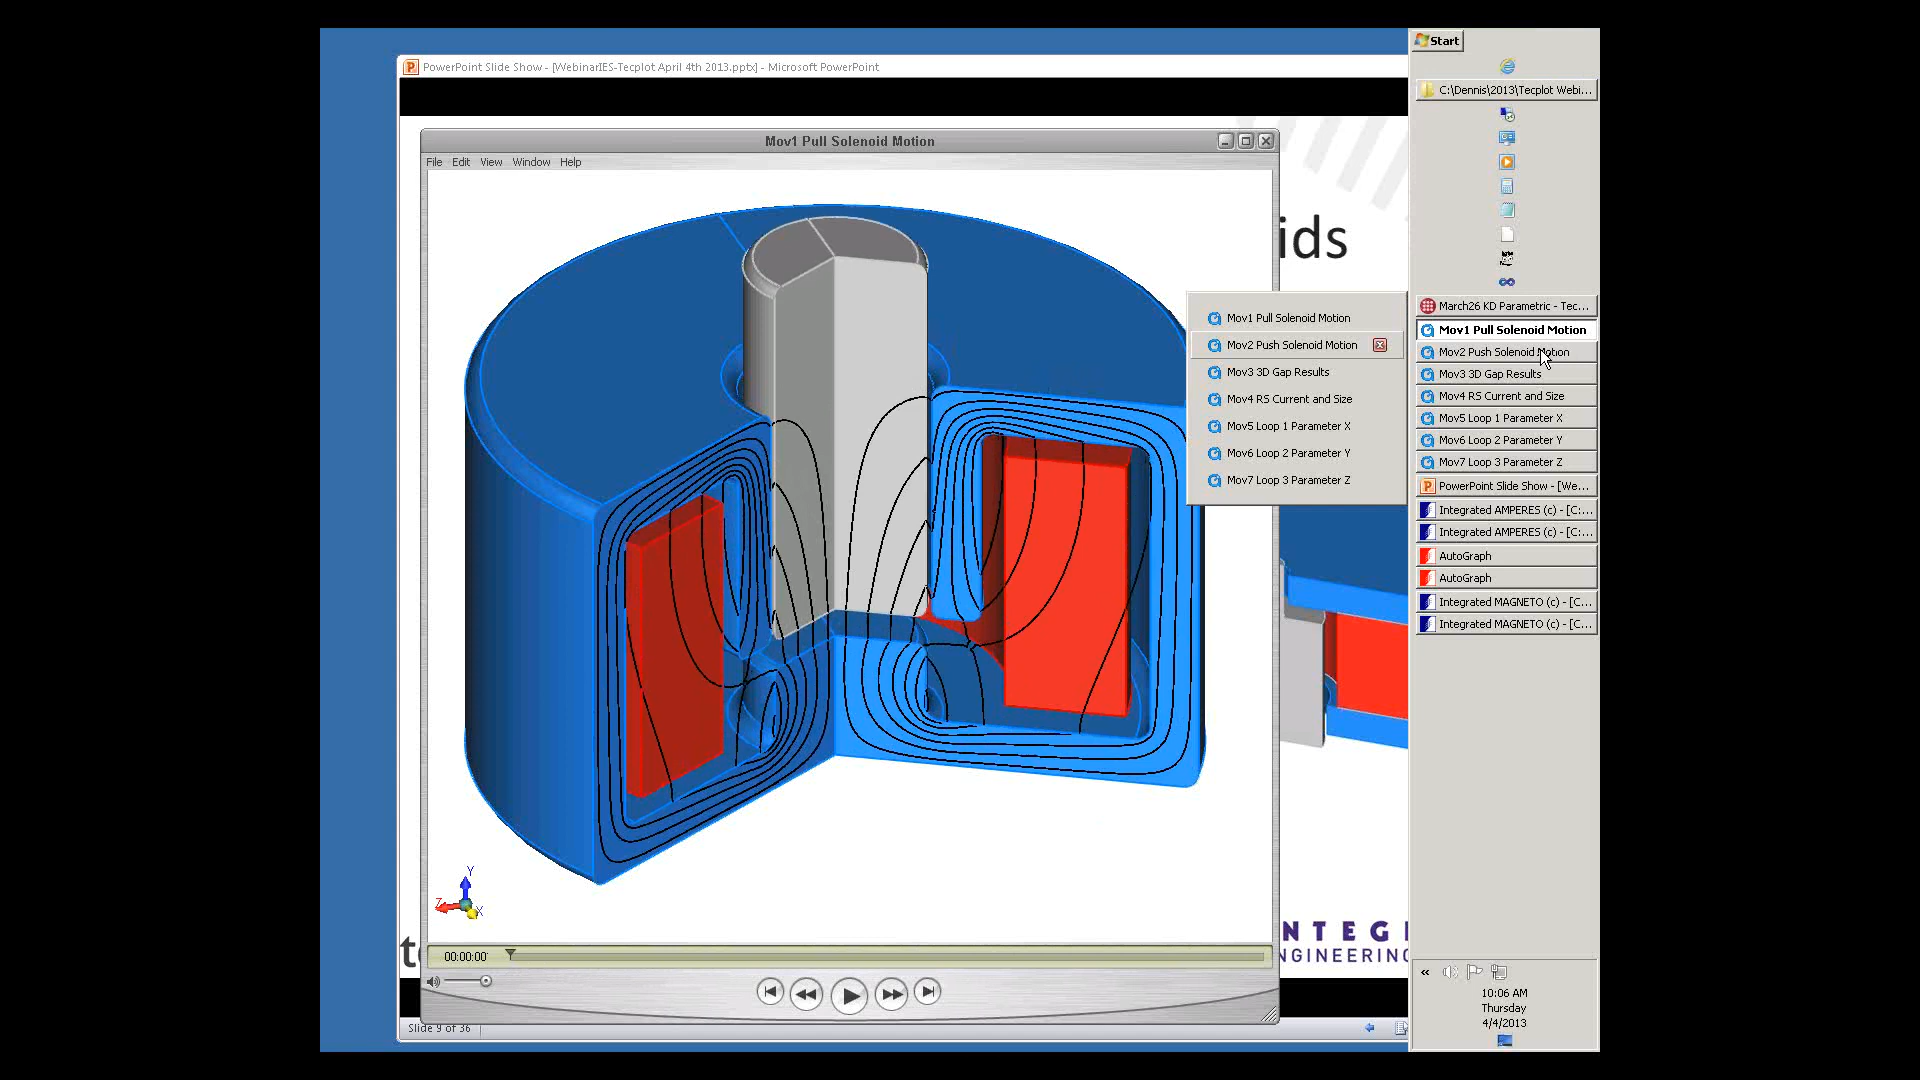 PowerPoint Slide Show - [WebinarIES-Tecplot April 4th 2013.pptx] - Microsoft PowerPoint
Mov1 Pull Solenoid Motion
File Edit View Window Help
ids
Y
Z
X
00:00:00
NTEG
NGINEERING
Slide 9 of 36
Mov1 Pull Solenoid Motion
Mov2 Push Solenoid Motion
Mov3 3D Gap Results
Mov4 RS Current and Size
Mov5 Loop 1 Parameter X
Mov6 Loop 2 Parameter Y
Mov7 Loop 3 Parameter Z
Start
C:\Dennis\2013\Tecplot Webi...
March26 KD Parametric - Tec...
Mov1 Pull Solenoid Motion
Mov2 Push Solenoid Motion
Mov3 3D Gap Results
Mov4 RS Current and Size
Mov5 Loop 1 Parameter X
Mov6 Loop 2 Parameter Y
Mov7 Loop 3 Parameter Z
PowerPoint Slide Show - [We...
Integrated AMPERES (c) - [C:...
Integrated AMPERES (c) - [C:...
AutoGraph
AutoGraph
Integrated MAGNETO (c) - [C...
Integrated MAGNETO (c) - [C...
10:06 AM
Thursday
4/4/2013